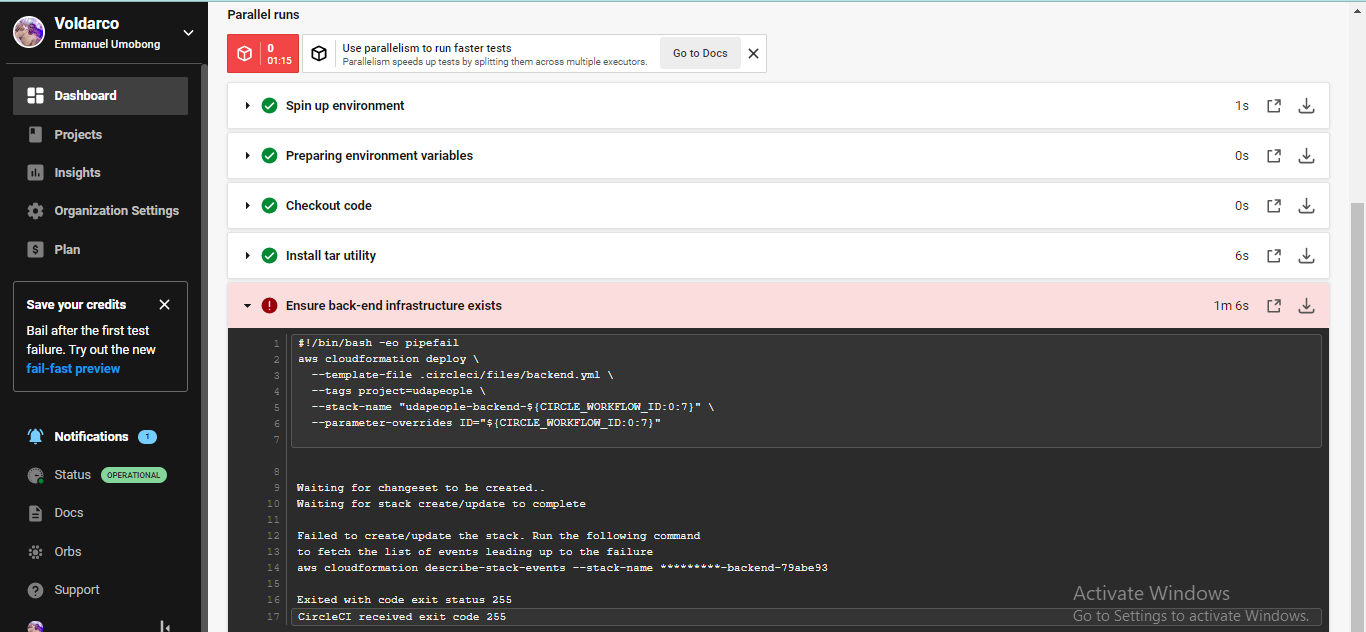 Voldarco
Emmanuel Umobong
Dashboard
Projects
Insights
Organization Settings
$ Plan
Save your credits
Bail after the first test
failure. Try out the new
fail-fast preview
Notifications 1
Status OPERATIONAL
Docs
Orbs
? Support
Parallel runs
0
01:15
Use parallelism to run faster tests
Parallelism speeds up tests by splitting them across multiple executors.
Go to Docs
Spin up environment 1s
Preparing environment variables 0s
Checkout code 0s
Install tar utility 6s
! Ensure back-end infrastructure exists 1m 6s
1 #!/bin/bash -eo pipefail
2 aws cloudformation deploy \
3 --template-file .circleci/files/backend.yml \
4 --tags project=udapeople \
5 --stack-name "udapeople-backend-${CIRCLE_WORKFLOW_ID:0:7}" \
6 --parameter-overrides ID="${CIRCLE_WORKFLOW_ID:0:7}"
7
8
9 Waiting for changeset to be created..
10 Waiting for stack create/update to complete
11
12 Failed to create/update the stack. Run the following command
13 to fetch the list of events leading up to the failure
14 aws cloudformation describe-stack-events --stack-name *********-backend-79abe93
15
16 Exited with code exit status 255
17 CircleCI received exit code 255
Activate Windows
Go to Settings to activate Windows.